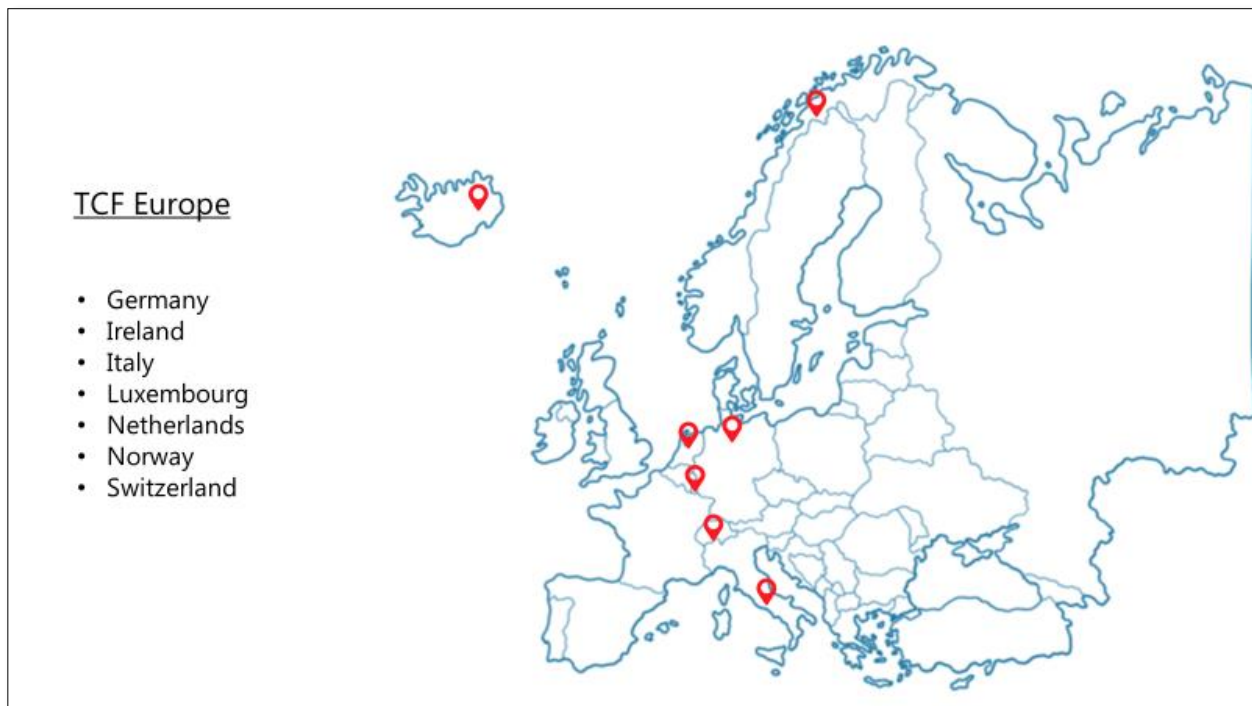 TCF Europe
• Germany
• Ireland
• Italy
• Luxembourg
• Netherlands
• Norway
• Switzerland